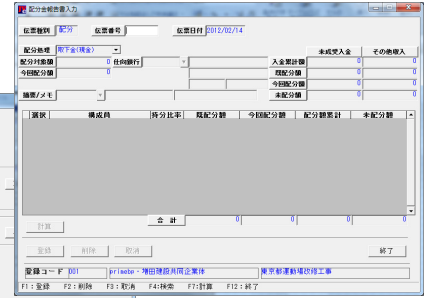 配分金報告書入力
伝票種別 配分 伝票番号 伝票日付 2012/02/14
配分処理 取下金(現金) 未成受入金 その他収入
配分対象額 0 仕向銀行 入金累計額 0 0
今回配分額 0 既配分額 0 0
今回配分額 0 0
摘要/メモ 未配分額 0 0
選択 構成員 持分比率 既配分額 今回配分額 配分額累計 未配分額
合 計 0 0 0 0
計算
登録 削除 取消 終了
登録コード 001 primebp・増田建設共同企業体 東京都運動場改修工事
F1:登録 F2:削除 F3:取消 F4:検索 F7:計算 F12:終了